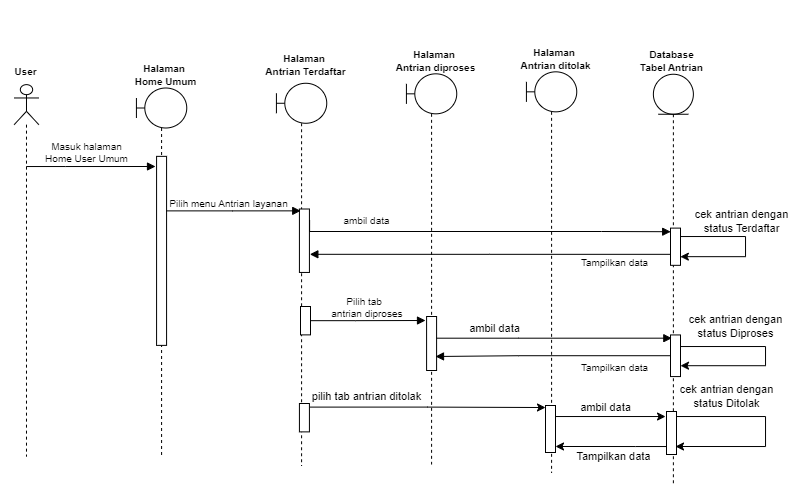 User
Halaman
Home Umum
Halaman
Antrian Terdaftar
Halaman
Antrian diproses
Halaman
Antrian ditolak
Database
Tabel Antrian
Masuk halaman
Home User Umum
Pilih menu Antrian layanan
ambil data
cek antrian dengan
status Terdaftar
Tampilkan data
Pilih tab
antrian diproses
ambil data
cek antrian dengan
status Diproses
Tampilkan data
pilih tab antrian ditolak
ambil data
cek antrian dengan
status Ditolak
Tampilkan data